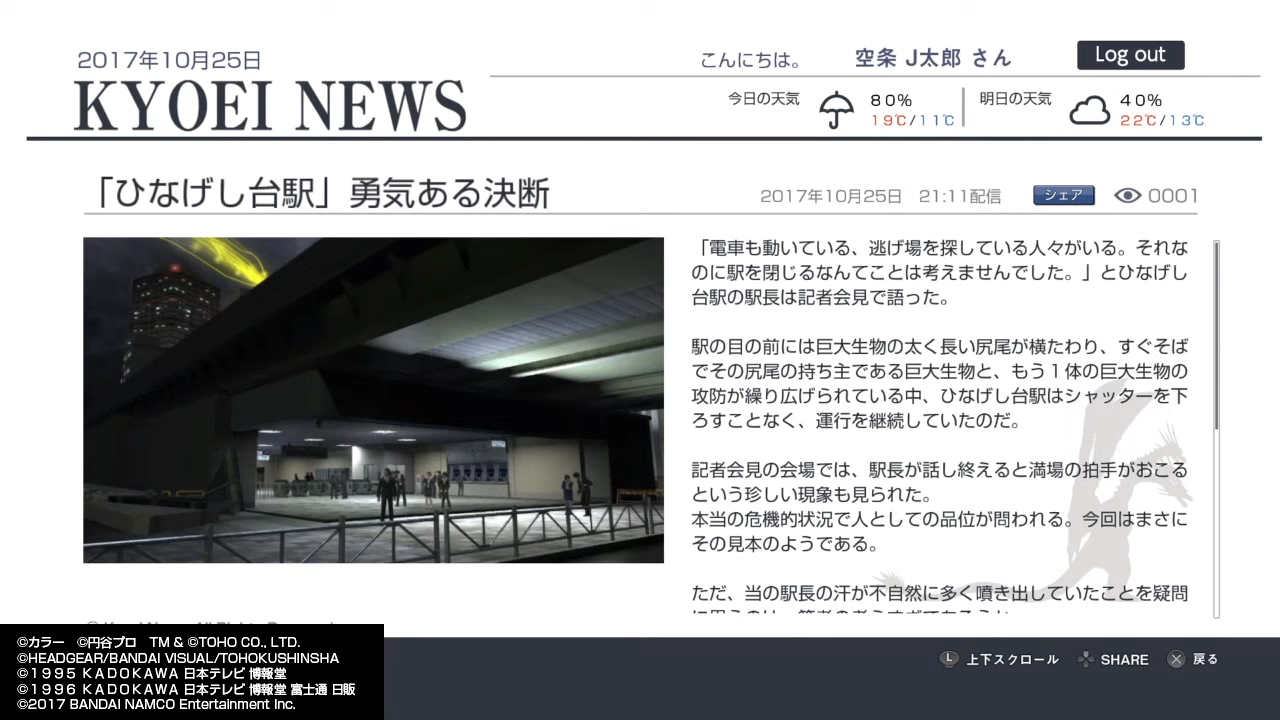 2017年10月25日
KYOEI NEWS
こんにちは。 空条 J太郎 さん
Log out
今日の天気 80% 19℃/11℃
明日の天気 40% 22℃/13℃
「ひなげし台駅」勇気ある決断
2017年10月25日 21:11配信 シェア 0001
「電車も動いている、逃げ場を探している人々がいる。それな
のに駅を閉じるなんてことは考えませんでした。」とひなげし
台駅の駅長は記者会見で語った。
駅の目の前には巨大生物の太く長い尻尾が横たわり、すぐそば
でその尻尾の持ち主である巨大生物と、もう１体の巨大生物の
攻防が繰り広げられている中、ひなげし台駅はシャッターを下
ろすことなく、運行を継続していたのだ。
記者会見の会場では、駅長が話し終えると満場の拍手がおこる
という珍しい現象も見られた。
本当の危機的状況で人としての品位が問われる。今回はまさに
その見本のようである。
ただ、当の駅長の汗が不自然に多く噴き出していたことを疑問
©カラー ©円谷プロ TM & ©TOHO CO., LTD.
©HEADGEAR/BANDAI VISUAL/TOHOKUSHINSHA
©1995 KADOKAWA 日本テレビ 博報堂
©1996 KADOKAWA 日本テレビ 博報堂 富士通 日販
©2017 BANDAI NAMCO Entertainment Inc.
L 上下スクロール SHARE 戻る